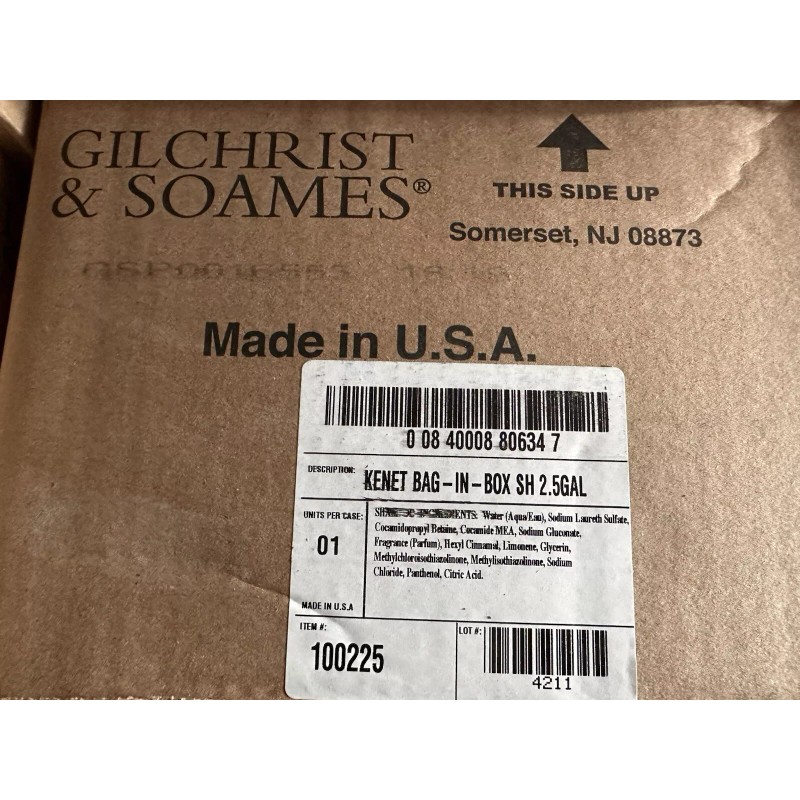 GILCHRIST
& SOAMES®
THIS SIDE UP
Somerset, NJ 08873
Made in U.S.A.
0 08 40008 80634 7
DESCRIPTION: KENET BAG-IN-BOX SH 2.5GAL
UNITS PER CASE:
01
MADE IN U.S.A
Water (Aqua/Eau), Sodium Laureth Sulfate,
Cocamidopropyl Betaine, Cocamide MEA, Sodium Gluconate,
Fragrance (Parfum), Hexyl Cinnamal, Limonene, Glycerin,
Methylchloroisothiazolinone, Methylisothiazolinone, Sodium
Chloride, Panthenol, Citric Acid.
ITEM #:
100225
LOT #:
4211